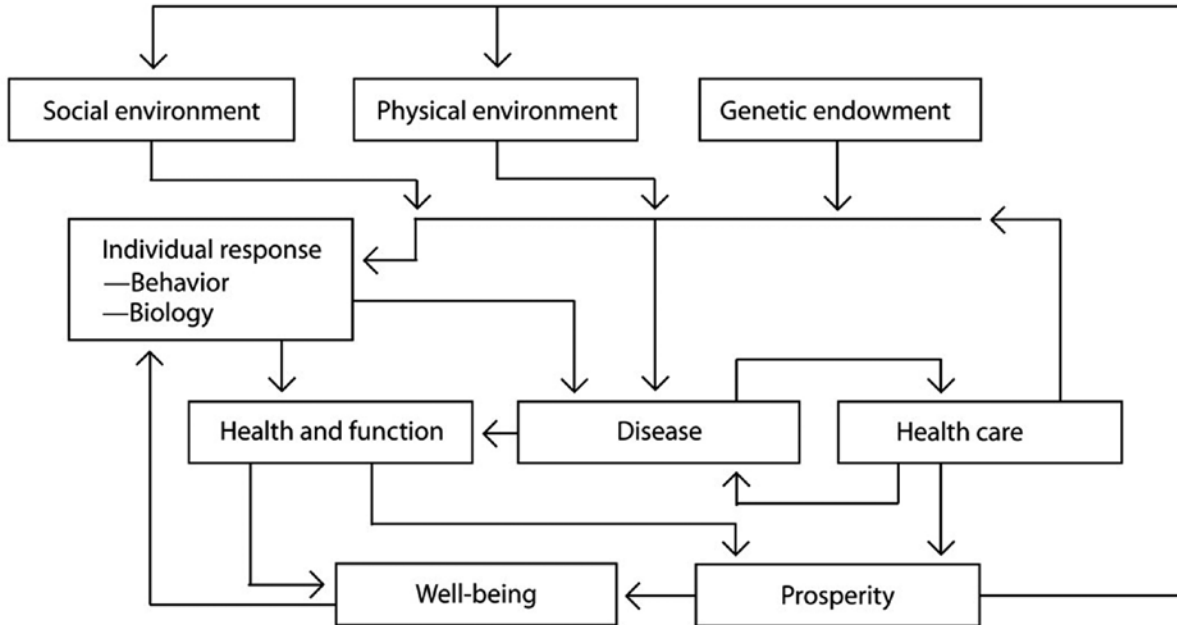 Social environment
Physical environment
Genetic endowment
Individual response
—Behavior
—Biology
Health and function
Disease
Health care
Well-being
Prosperity